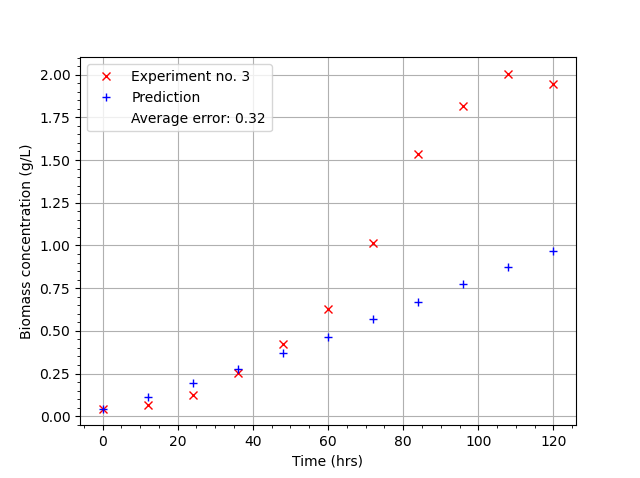 Experiment no. 3
Prediction
Average error: 0.32
2.00
1.75
1.50
1.25
1.00
0.75
0.50
0.25
0.00
Biomass concentration (g/L)
0 20 40 60 80 100 120
Time (hrs)